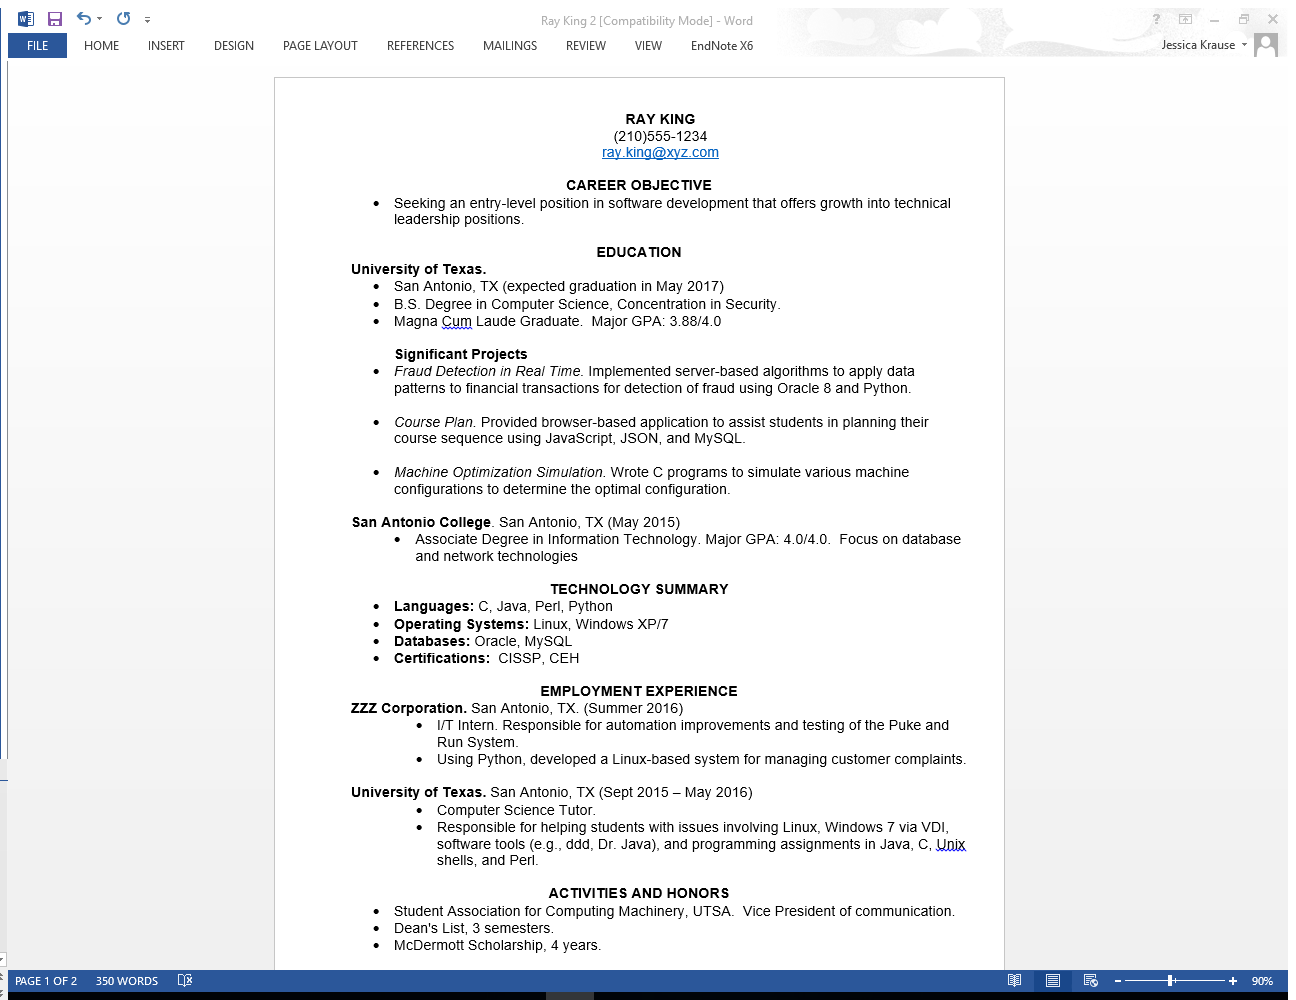 Ray King 2 [Compatibility Mode] - Word
?
FILE HOME INSERT DESIGN PAGE LAYOUT REFERENCES MAILINGS REVIEW VIEW EndNote X6
Jessica Krause
RAY KING
(210)555-1234
ray.king@xyz.com
CAREER OBJECTIVE
• Seeking an entry-level position in software development that offers growth into technical
leadership positions.
EDUCATION
University of Texas.
• San Antonio, TX (expected graduation in May 2017)
• B.S. Degree in Computer Science, Concentration in Security.
• Magna Cum Laude Graduate.  Major GPA: 3.88/4.0
Significant Projects
• Fraud Detection in Real Time. Implemented server-based algorithms to apply data
patterns to financial transactions for detection of fraud using Oracle 8 and Python.
• Course Plan. Provided browser-based application to assist students in planning their
course sequence using JavaScript, JSON, and MySQL.
• Machine Optimization Simulation. Wrote C programs to simulate various machine
configurations to determine the optimal configuration.
San Antonio College. San Antonio, TX (May 2015)
• Associate Degree in Information Technology. Major GPA: 4.0/4.0.  Focus on database
and network technologies
TECHNOLOGY SUMMARY
• Languages: C, Java, Perl, Python
• Operating Systems: Linux, Windows XP/7
• Databases: Oracle, MySQL
• Certifications:  CISSP, CEH
EMPLOYMENT EXPERIENCE
ZZZ Corporation. San Antonio, TX. (Summer 2016)
• I/T Intern. Responsible for automation improvements and testing of the Puke and
Run System.
• Using Python, developed a Linux-based system for managing customer complaints.
University of Texas. San Antonio, TX (Sept 2015 – May 2016)
• Computer Science Tutor.
• Responsible for helping students with issues involving Linux, Windows 7 via VDI,
software tools (e.g., ddd, Dr. Java), and programming assignments in Java, C, Unix
shells, and Perl.
ACTIVITIES AND HONORS
• Student Association for Computing Machinery, UTSA.  Vice President of communication.
• Dean's List, 3 semesters.
• McDermott Scholarship, 4 years.
PAGE 1 OF 2 350 WORDS 90%